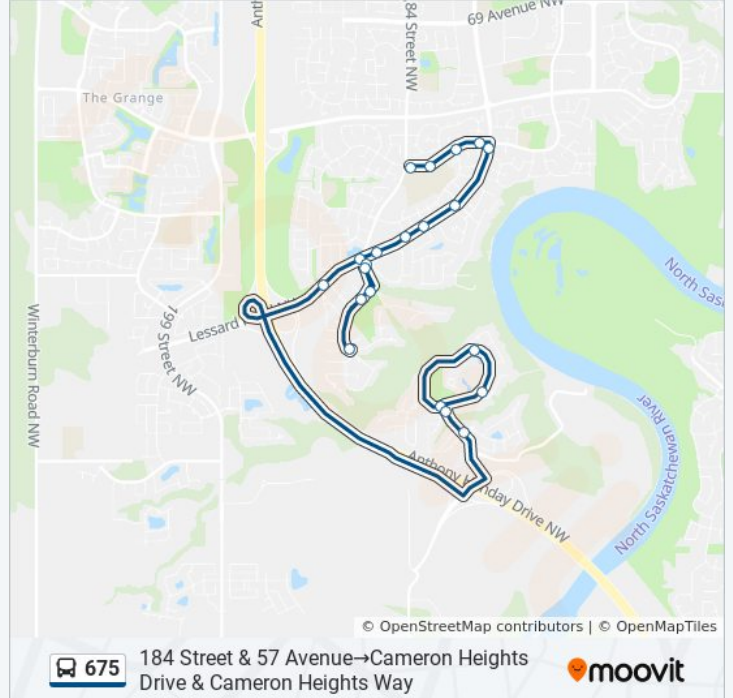 69 Avenue NW
184 Street NW
The Grange
North Sas
Winterburn Road NW
199 Street NW
Lessard
North Saskatchewan River
Anthony Henday Drive NW
© OpenStreetMap contributors | © OpenMapTiles
675
184 Street & 57 Avenue→Cameron Heights
Drive & Cameron Heights Way
moovit